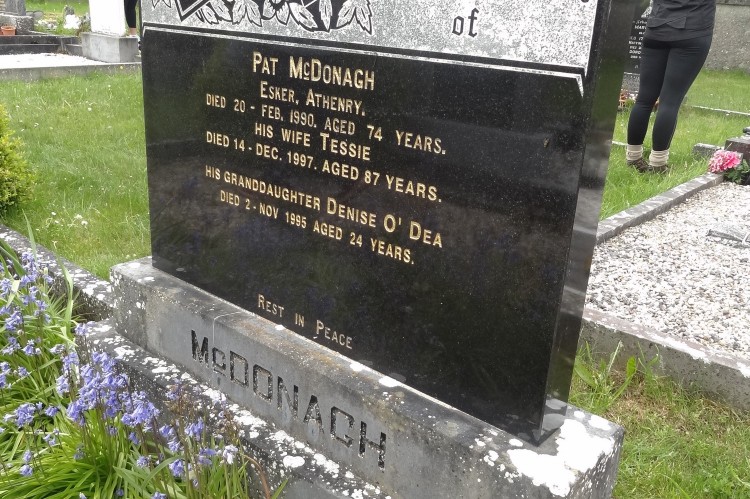 of
PAT MCDONAGH
ESKER, ATHENRY.
DIED 20 - FEB. 1990. AGED 74 YEARS.
HIS WIFE TESSIE
DIED 14 - DEC. 1997. AGED 87 YEARS.
HIS GRANDDAUGHTER DENISE O' DEA
DIED 2 - NOV 1995 AGED 24 YEARS.
REST IN PEACE
McDONAGH